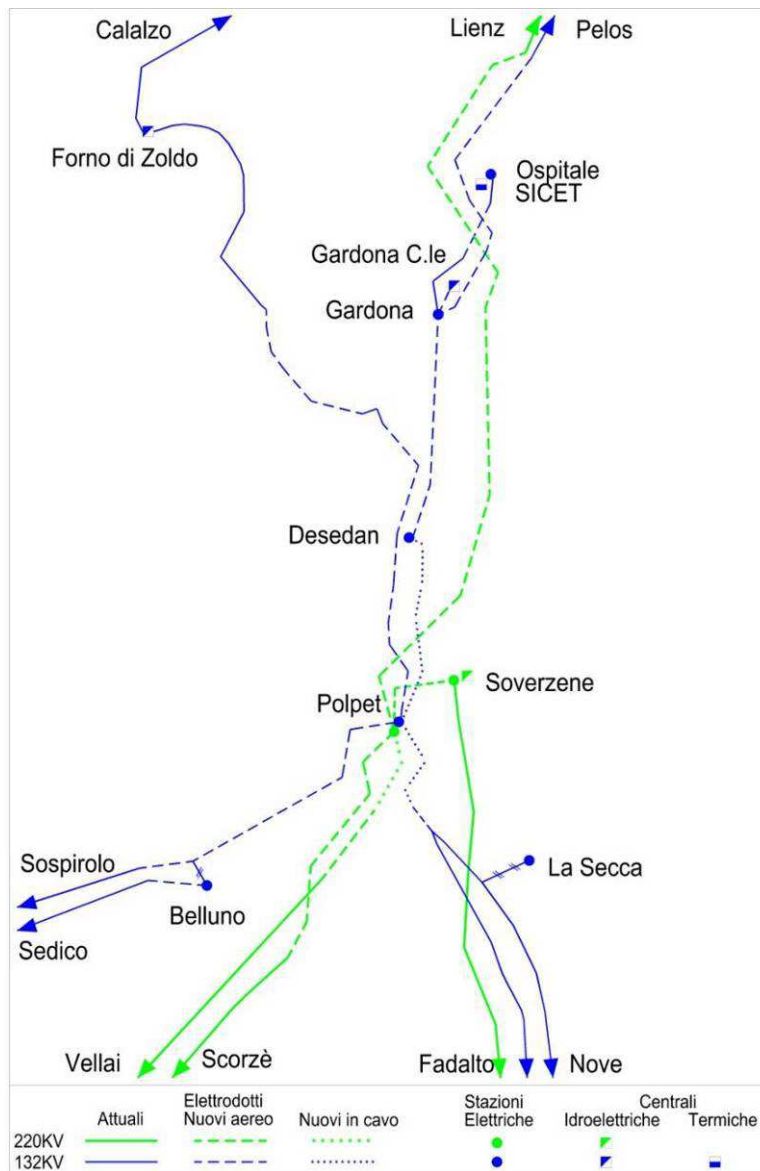 Calalzo
Lienz
Pelos
Forno di Zoldo
Ospitale
SICET
Gardona C.le
Gardona
Desedan
Soverzene
Polpet
Sospirolo
La Secca
Belluno
Sedico
Vellai
Scorzè
Fadalto
Nove
Elettrodotti
Attuali Nuovi aereo Nuovi in cavo
Stazioni
Elettriche
Centrali
Idroelettriche Termiche
220KV
132KV